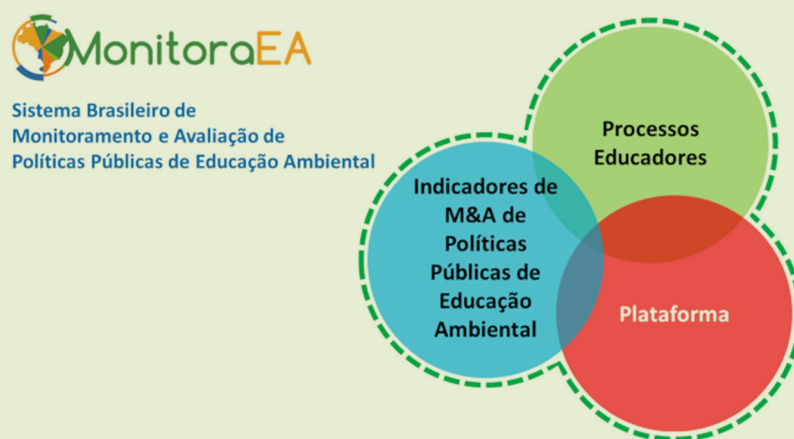 MonitoraEA
Sistema Brasileiro de
Monitoramento e Avaliação de
Políticas Públicas de Educação Ambiental
Processos
Educadores
Indicadores de
M&A de
Políticas
Públicas de
Educação
Ambiental
Plataforma